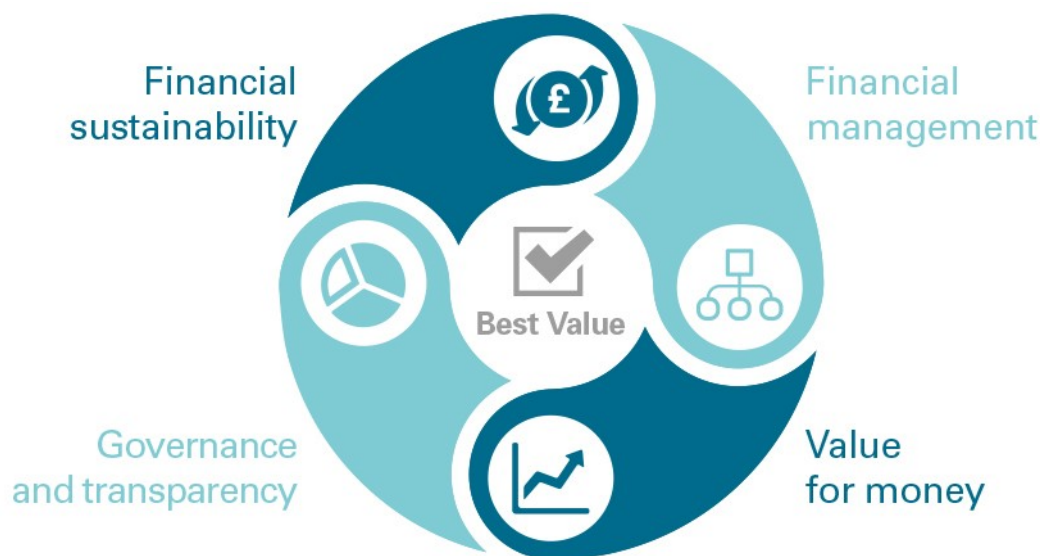 Financial
sustainability
Financial
management
£
Best Value
Governance
and transparency
Value
for money